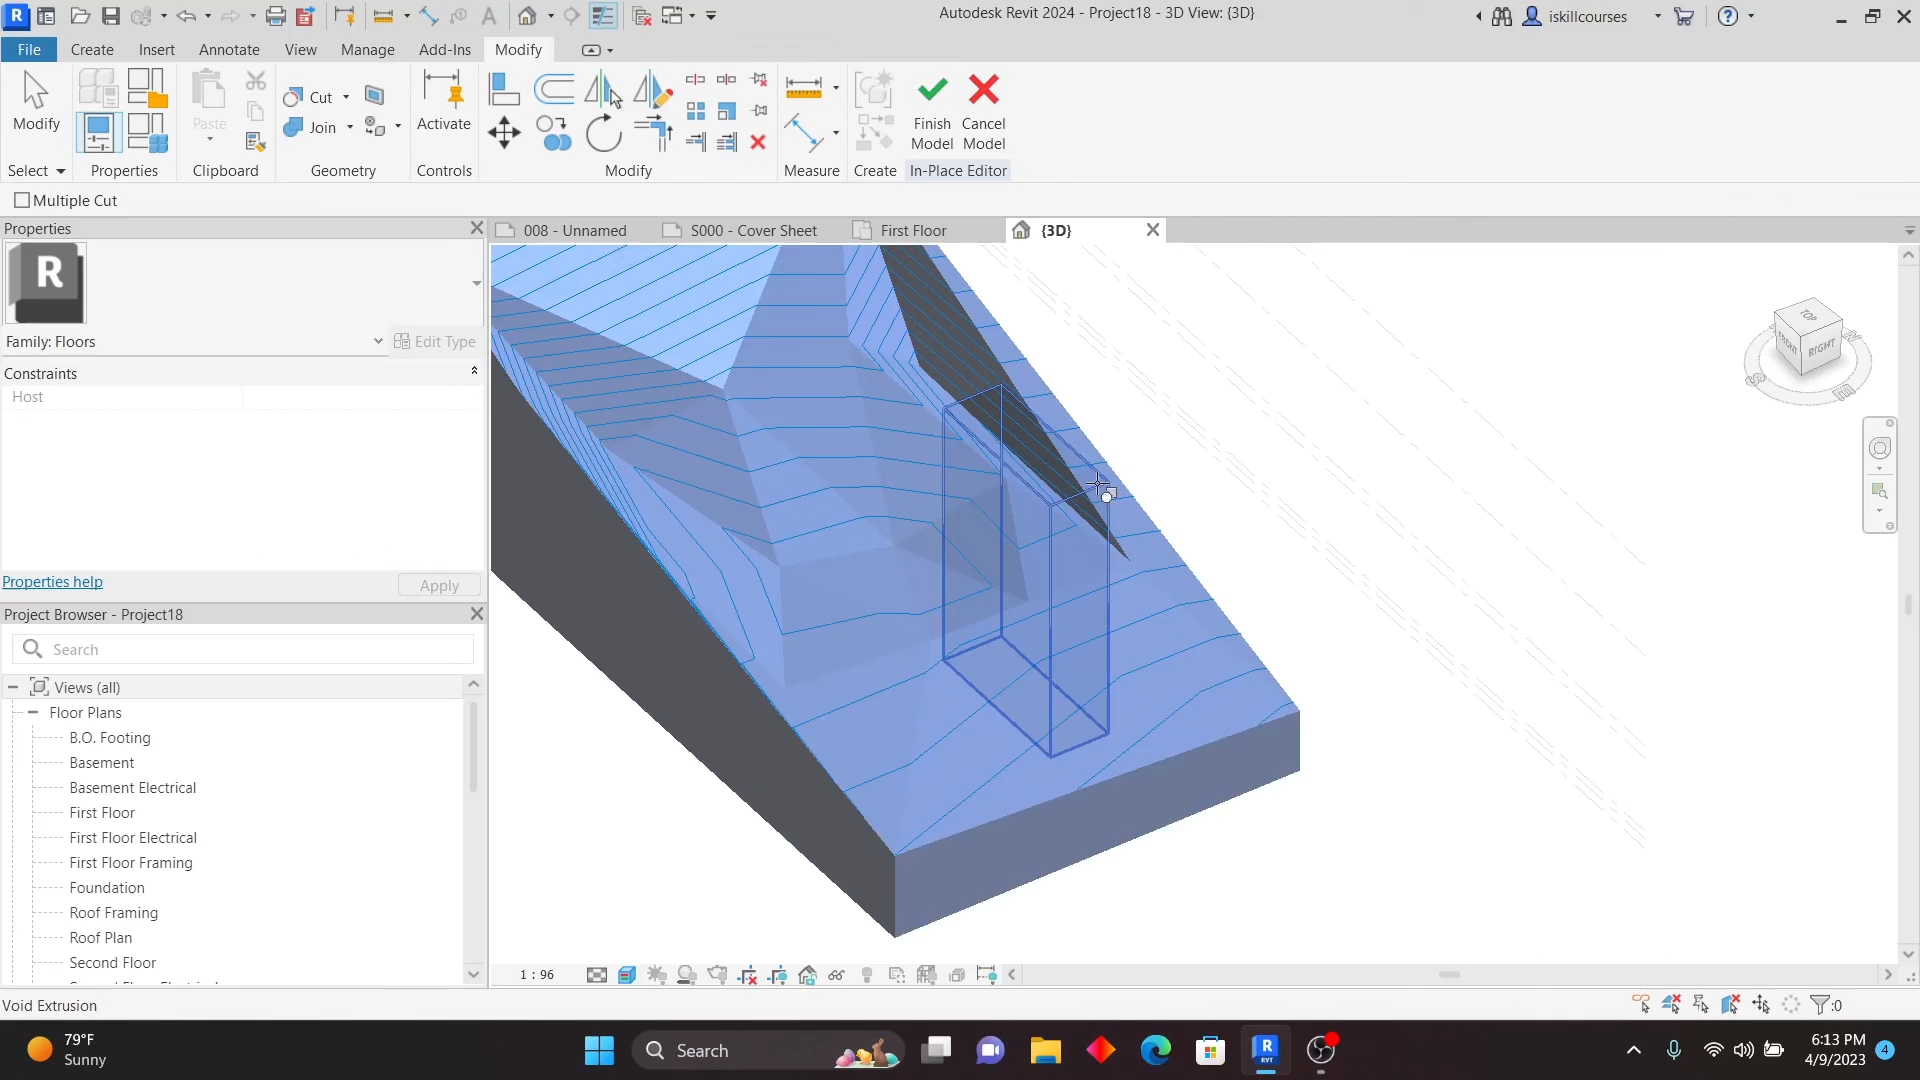 Autodesk Revit 2024 - Project18 - 3D View: {3D}
iskillcourses
File Create Insert Annotate View Manage Add-Ins Modify
Modify
Paste
Cut
Join
Activate
Finish Model
Cancel Model
Select Properties Clipboard Geometry Controls Modify Measure Create In-Place Editor
Multiple Cut
Properties
008 - Unnamed
S000 - Cover Sheet
First Floor
{3D}
R
Family: Floors
Edit Type
Constraints
Host
Properties help
Apply
TOP
FRONT
RIGHT
S
E
Project Browser - Project18
Search
Views (all)
Floor Plans
B.O. Footing
Basement
Basement Electrical
First Floor
First Floor Electrical
First Floor Framing
Foundation
Roof Framing
Roof Plan
Second Floor
1 : 96
Void Extrusion
:0
79°F
Sunny
Search
R
RVT
6:13 PM
4/9/2023
4